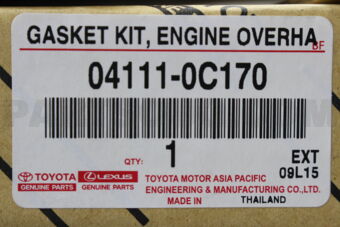 GASKET KIT, ENGINE OVERHA
BF
04111-0C170
QTY:
1
EXT
09L15
TOYOTA
GENUINE PARTS
LEXUS
GENUINE PARTS
TOYOTA MOTOR ASIA PACIFIC
ENGINEERING & MANUFACTURING CO.,LTD.
MADE IN THAILAND